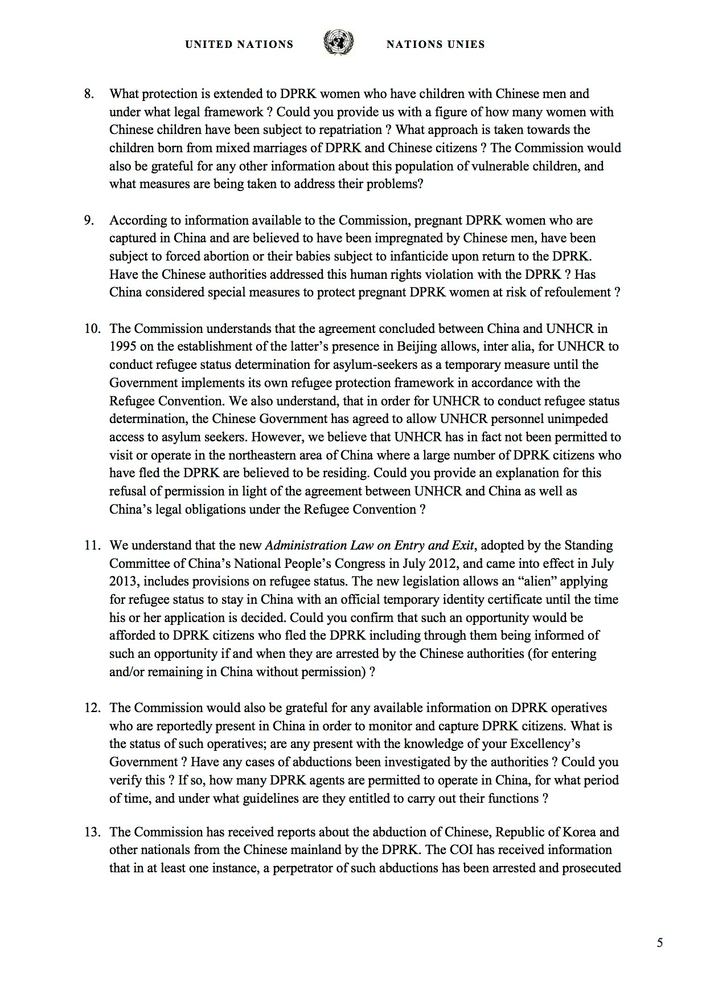 UNITED NATIONS NATIONS UNIES
8. What protection is extended to DPRK women who have children with Chinese men and
under what legal framework ? Could you provide us with a figure of how many women with
Chinese children have been subject to repatriation ? What approach is taken towards the
children born from mixed marriages of DPRK and Chinese citizens ? The Commission would
also be grateful for any other information about this population of vulnerable children, and
what measures are being taken to address their problems?
9. According to information available to the Commission, pregnant DPRK women who are
captured in China and are believed to have been impregnated by Chinese men, have been
subject to forced abortion or their babies subject to infanticide upon return to the DPRK.
Have the Chinese authorities addressed this human rights violation with the DPRK ? Has
China considered special measures to protect pregnant DPRK women at risk of refoulement ?
10. The Commission understands that the agreement concluded between China and UNHCR in
1995 on the establishment of the latter’s presence in Beijing allows, inter alia, for UNHCR to
conduct refugee status determination for asylum-seekers as a temporary measure until the
Government implements its own refugee protection framework in accordance with the
Refugee Convention. We also understand, that in order for UNHCR to conduct refugee status
determination, the Chinese Government has agreed to allow UNHCR personnel unimpeded
access to asylum seekers. However, we believe that UNHCR has in fact not been permitted to
visit or operate in the northeastern area of China where a large number of DPRK citizens who
have fled the DPRK are believed to be residing. Could you provide an explanation for this
refusal of permission in light of the agreement between UNHCR and China as well as
China’s legal obligations under the Refugee Convention ?
11. We understand that the new Administration Law on Entry and Exit, adopted by the Standing
Committee of China’s National People’s Congress in July 2012, and came into effect in July
2013, includes provisions on refugee status. The new legislation allows an “alien” applying
for refugee status to stay in China with an official temporary identity certificate until the time
his or her application is decided. Could you confirm that such an opportunity would be
afforded to DPRK citizens who fled the DPRK including through them being informed of
such an opportunity if and when they are arrested by the Chinese authorities (for entering
and/or remaining in China without permission) ?
12. The Commission would also be grateful for any available information on DPRK operatives
who are reportedly present in China in order to monitor and capture DPRK citizens. What is
the status of such operatives; are any present with the knowledge of your Excellency’s
Government ? Have any cases of abductions been investigated by the authorities ? Could you
verify this ? If so, how many DPRK agents are permitted to operate in China, for what period
of time, and under what guidelines are they entitled to carry out their functions ?
13. The Commission has received reports about the abduction of Chinese, Republic of Korea and
other nationals from the Chinese mainland by the DPRK. The COI has received information
that in at least one instance, a perpetrator of such abductions has been arrested and prosecuted
5